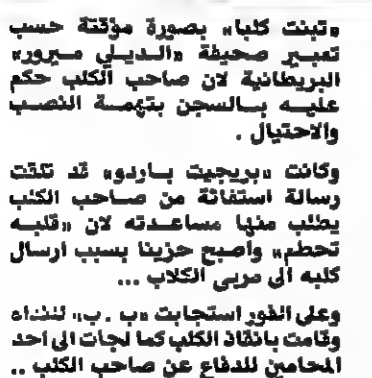 «تبنت كلبا» بصورة مؤقتة حسب
تعبير صحيفة «الديلي ميرور»
البريطانية لان صاحب الكلب حكم
عليه بالسجن بتهمة النصب
والاحتيال .
وكانت «بريجيت باردو» قد تلقت
رسالة استغاثة من صاحب الكلب
يطلب منها مساعدته لان «قلبه
تحطم» واصبح حزينا بسبب ارسال
كلبه الى مربى الكلاب ...
وعلى الفور استجابت «ب . ب» للنداء
وقامت بانقاذ الكلب كما لجات الى احد
المحامين للدفاع عن صاحب الكلب ..